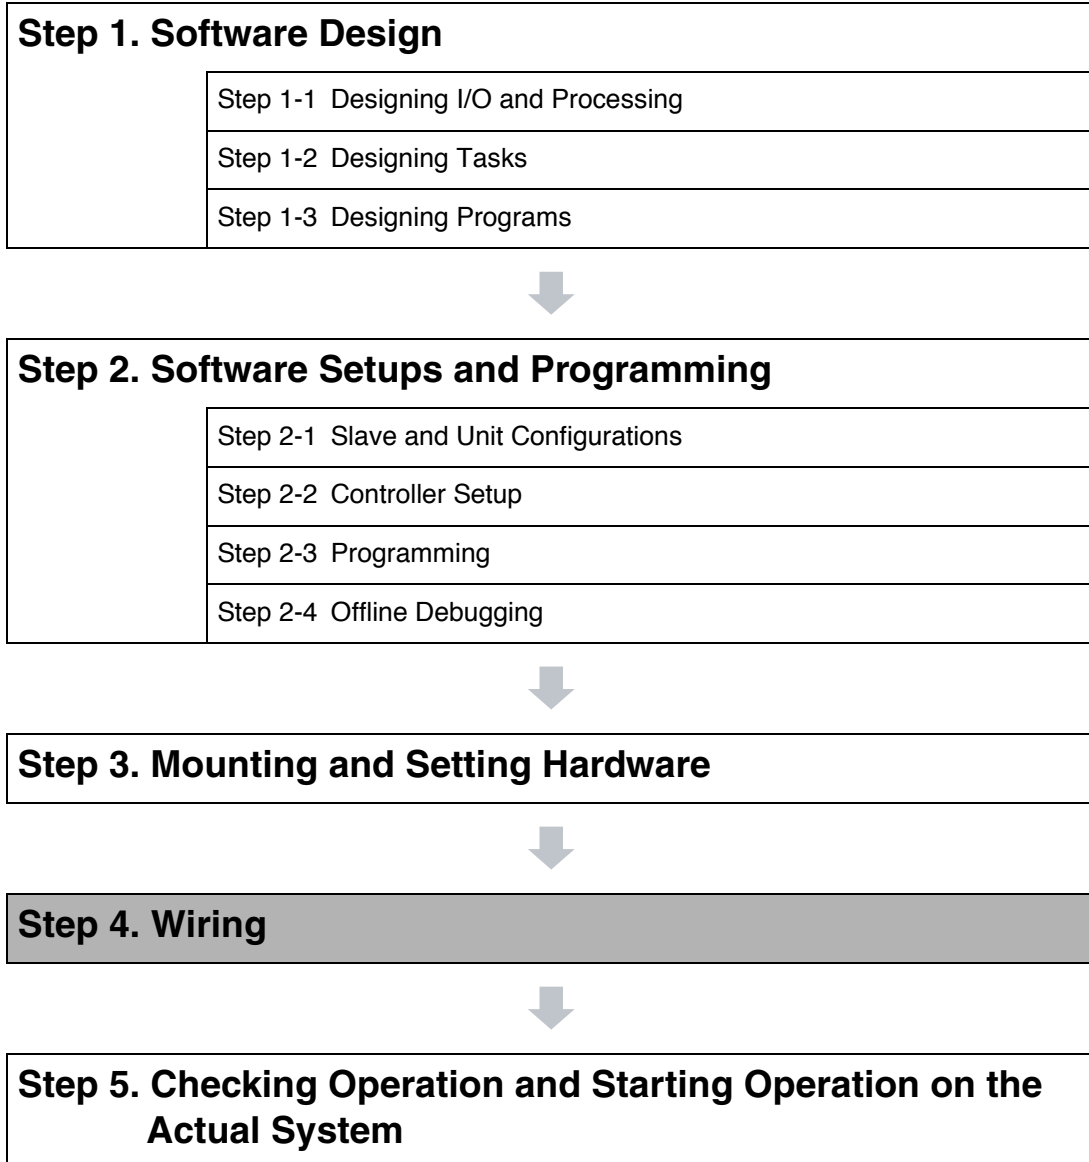 Step 1. Software Design
Step 1-1 Designing I/O and Processing
Step 1-2 Designing Tasks
Step 1-3 Designing Programs
Step 2. Software Setups and Programming
Step 2-1 Slave and Unit Configurations
Step 2-2 Controller Setup
Step 2-3 Programming
Step 2-4 Offline Debugging
Step 3. Mounting and Setting Hardware
Step 4. Wiring
Step 5. Checking Operation and Starting Operation on the
Actual System